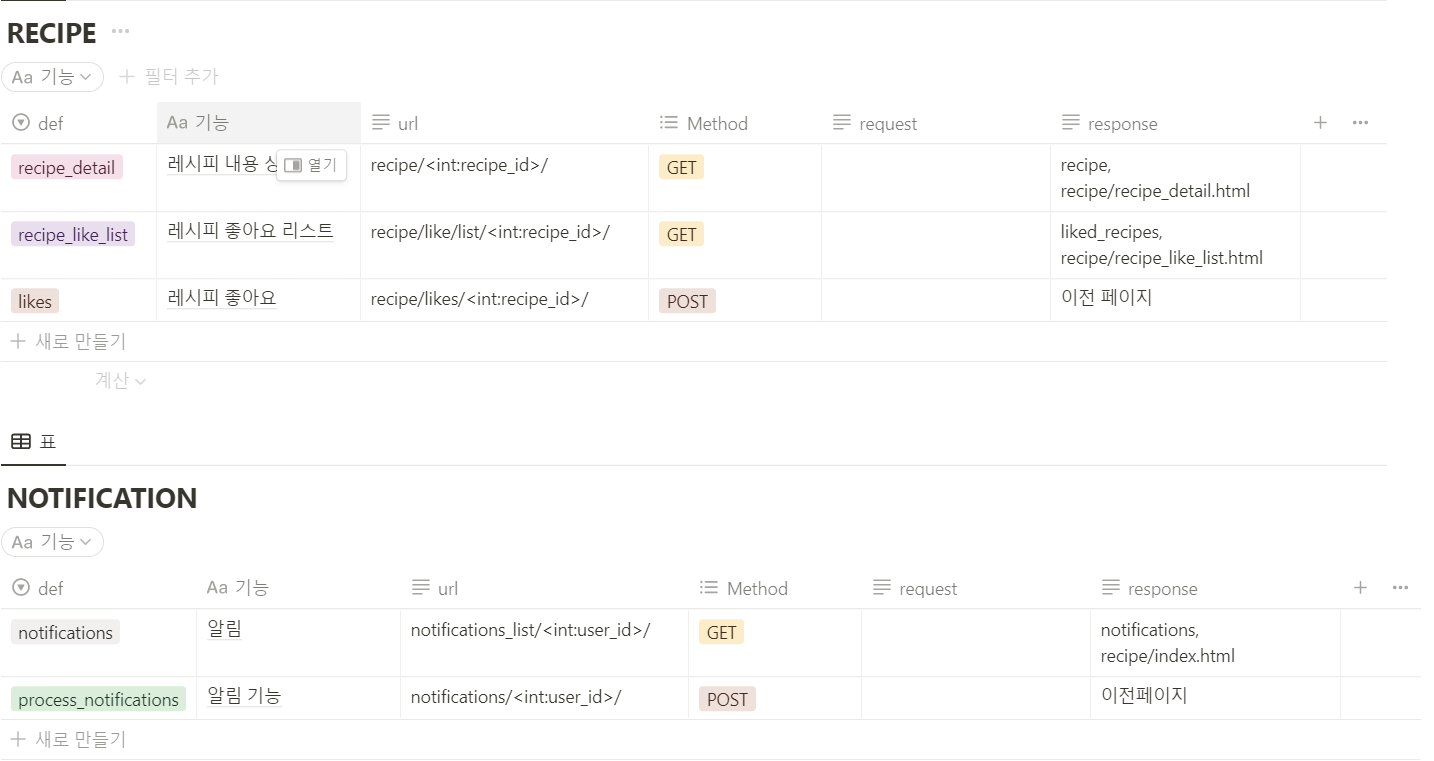 RECIPE ...
Aa 기능
+ 필터 추가
def Aa 기능 url Method request response + ...
recipe_detail 레시피 내용 열기 recipe/<int:recipe_id>/ GET recipe,
recipe/recipe_detail.html
recipe_like_list 레시피 좋아요 리스트 recipe/like/list/<int:recipe_id>/ GET liked_recipes,
recipe/recipe_like_list.html
likes 레시피 좋아요 recipe/likes/<int:recipe_id>/ POST 이전 페이지
+ 새로 만들기
계산
표
NOTIFICATION
Aa 기능
def Aa 기능 url Method request response + ...
notifications 알림 notifications_list/<int:user_id>/ GET notifications,
recipe/index.html
process_notifications 알림 기능 notifications/<int:user_id>/ POST 이전페이지
+ 새로 만들기